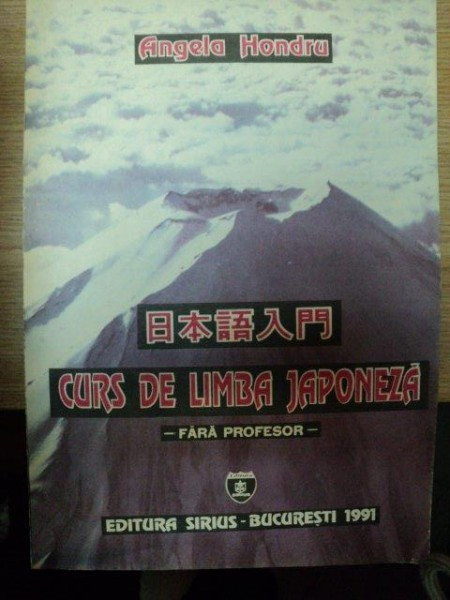 Angela Hondru
日本語入門
CURS DE LIMBA JAPONEZĂ
– FĂRĂ PROFESOR –
EDITURA SIRIUS - BUCUREŞTI 1991